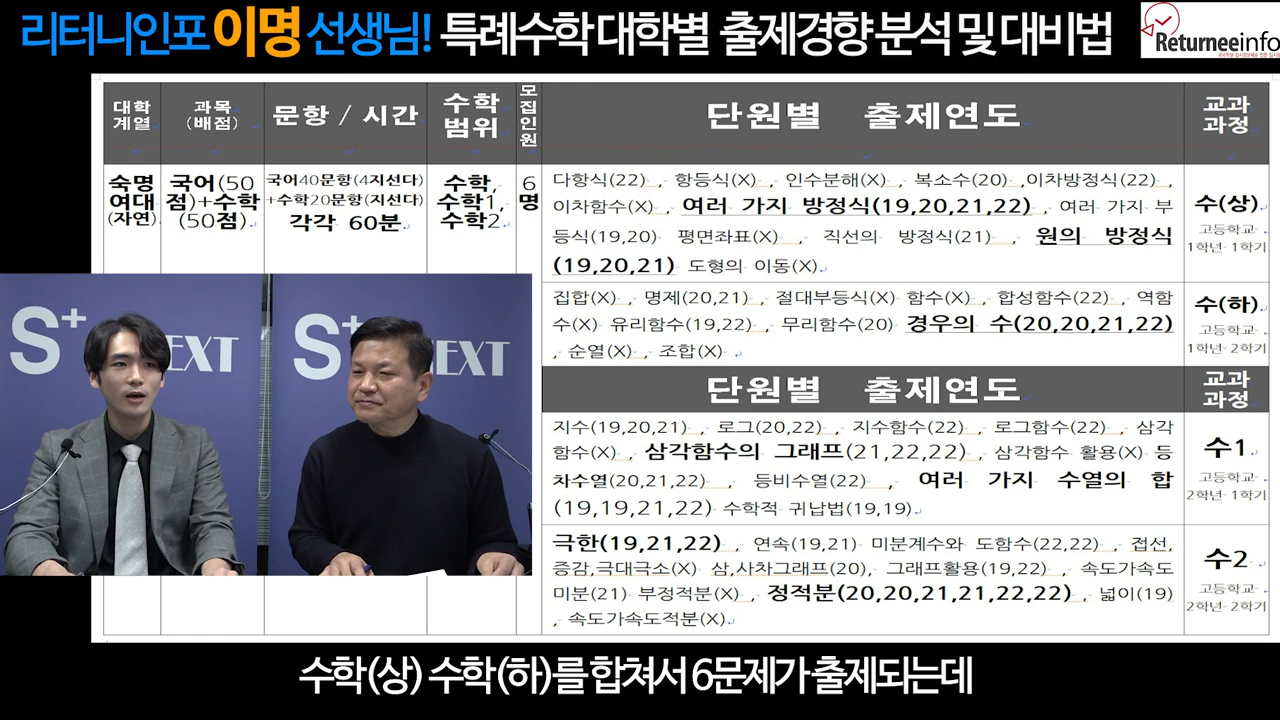 리터니인포 이명 선생님! 특례수학 대학별 출제경향 분석 및 대비법
Returneeinfo
대학
계열
과목
(배점)
문항 / 시간
수학
범위
모집인원
단원별 출제연도
교과
과정
숙명
여대
(자연)
국어(50
점)+수학
(50점)
국어40문항(4지선다)
+수학20문항(지선다)
각각 60분
수학,
수학1,
수학2
6
명
다항식(22) , 항등식(X) , 인수분해(X) , 복소수(20) ,이차방정식(22) ,
이차함수(X) , 여러 가지 방정식(19,20,21,22) , 여러 가지 부
등식(19,20) 평면좌표(X) , 직선의 방정식(21) , 원의 방정식
(19,20,21) 도형의 이동(X)
수(상)
고등학교
1학년 1학기
집합(X) , 명제(20,21) , 절대부등식(X) 함수(X) , 합성함수(22) , 역함
수(X) 유리함수(19,22) , 무리함수(20) 경우의 수(20,20,21,22)
, 순열(X) , 조합(X)
수(하)
고등학교
1학년 2학기
단원별 출제연도
교과
과정
지수(19,20,21) , 로그(20,22) , 지수함수(22) , 로그함수(22) , 삼각
함수(X) , 삼각함수의 그래프(21,22,22) , 삼각함수 활용(X) 등
차수열(20,21,22) , 등비수열(22) , 여러 가지 수열의 합
(19,19,21,22) 수학적 귀납법(19,19)
수1
고등학교
2학년 1학기
극한(19,21,22) , 연속(19,21) 미분계수와 도함수(22,22) , 접선,
증감,극대극소(X) 삼,사차그래프(20), 그래프활용(19,22) , 속도가속도
미분(21) 부정적분(X) , 정적분(20,20,21,21,22,22) , 넓이(19)
, 속도가속도적분(X)
수2
고등학교
2학년 2학기
S+
EXT
S+
EXT
수학(상) 수학(하)를 합쳐서 6문제가 출제되는데